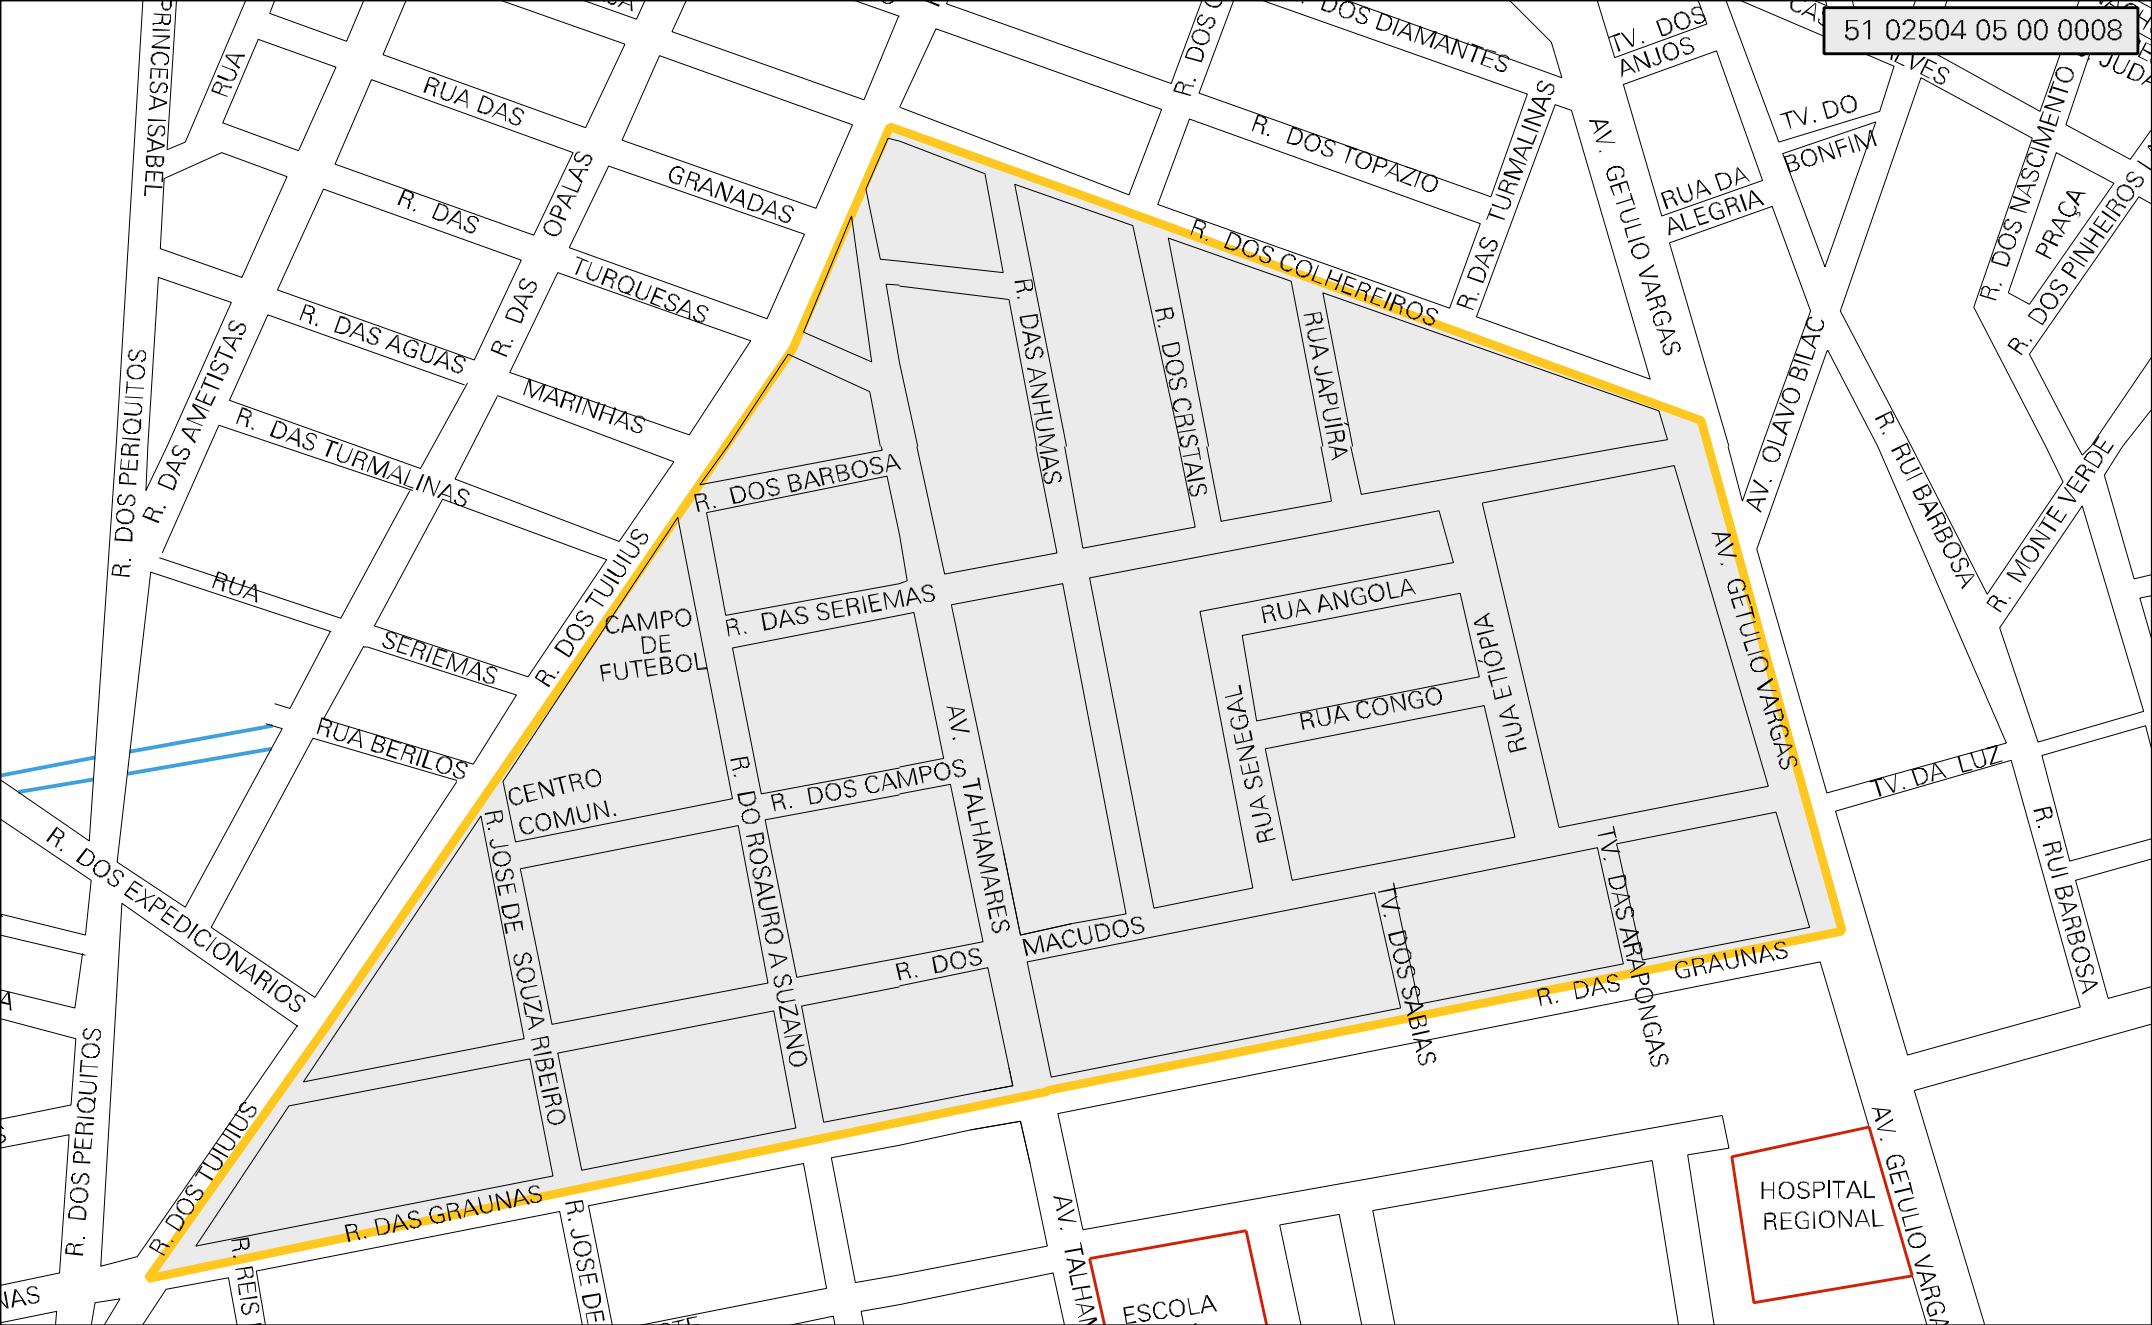 51 02504 05 00 0008
PRINCESA ISABEL
RUA
RUA DAS
GRANADAS
R. DAS
OPALAS
TURQUESAS
R. DAS
R. DAS AGUAS
MARINHAS
R. DAS AMETISTAS
R. DAS TURMALINAS
R. DOS PERIQUITOS
RUA
SERIEMAS
RUA BERILOS
R. DOS TUIUIUS
R. DOS EXPEDICIONARIOS
R. DOS PERIQUITOS
R. DOS TUIUIUS
R. DOS DIAMANTES
R. DOS TOPAZIO
R. DAS TURMALINAS
R. DOS COLHEREIROS
TV. DOS
ANJOS
AV. GETULIO VARGAS
RUA DA
ALEGRIA
TV. DO
BONFIM
R. DOS NASCIMENTO
PRAÇA
R. DOS PINHEIROS
AV. OLAVO BILAC
R. RUI BARBOSA
R. MONTE VERDE
R. DAS ANHUMAS
R. DOS CRISTAIS
RUA JAPUÍRA
R. DOS BARBOSA
CAMPO
DE
FUTEBOL
R. DAS SERIEMAS
RUA ANGOLA
RUA ETIÓPIA
RUA CONGO
RUA SENEGAL
AV. GETULIO VARGAS
AV. TALHAMARES
CENTRO
COMUN.
R. DOS CAMPOS
R. DO ROSAURO A SUZANO
R. JOSE DE SOUZA RIBEIRO
R. DOS
MACUDOS
TV. DOS SABIAS
TV. DAS ARAPONGAS
TV. DA LUZ
R. RUI BARBOSA
R. DAS GRAUNAS
R. DAS GRAUNAS
R. REIS
R. JOSE DE
AV. TALHAM
ESCOLA
HOSPITAL
REGIONAL
AV. GETULIO VARGA
NAS